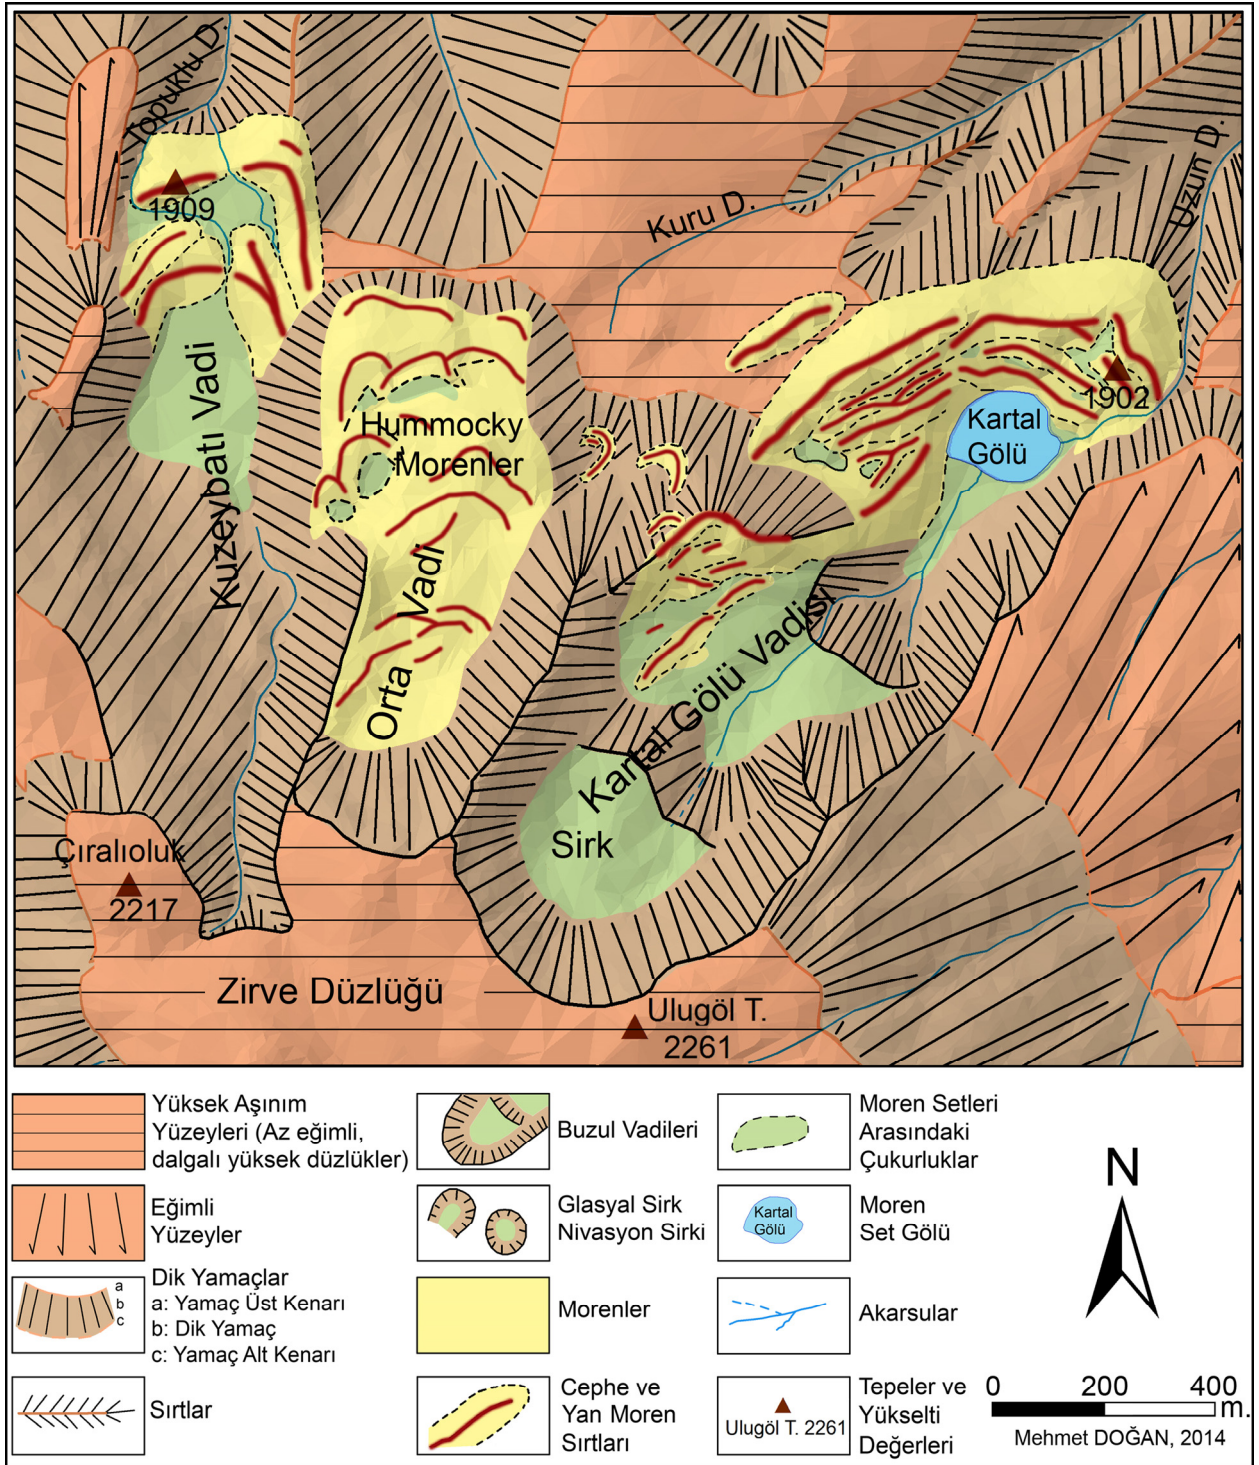 Topuklu D.
1909
Kuru D.
Uzun D.
1902
Kartal
Gölü
Kuzeybatı Vadi
Hummocky
Morenler
Orta Vadi
Kartal Gölü Vadisi
Sirk
Çıralıoluk
2217
Zirve Düzlüğü
Ulugöl T.
2261
Yüksek Aşınım
Yüzeyleri (Az eğimli,
dalgalı yüksek düzlükler)
Eğimli
Yüzeyler
Dik Yamaçlar
a: Yamaç Üst Kenarı
b: Dik Yamaç
c: Yamaç Alt Kenarı
a
b
c
Sırtlar
Buzul Vadileri
Glasyal Sirk
Nivasyon Sirki
Morenler
Cephe ve
Yan Moren
Sırtları
Moren Setleri
Arasındaki
Çukurluklar
Kartal
Gölü
Moren
Set Gölü
Akarsular
Ulugöl T. 2261
Tepeler ve
Yükselti
Değerleri
N
0 200 400
m.
Mehmet DOĞAN, 2014